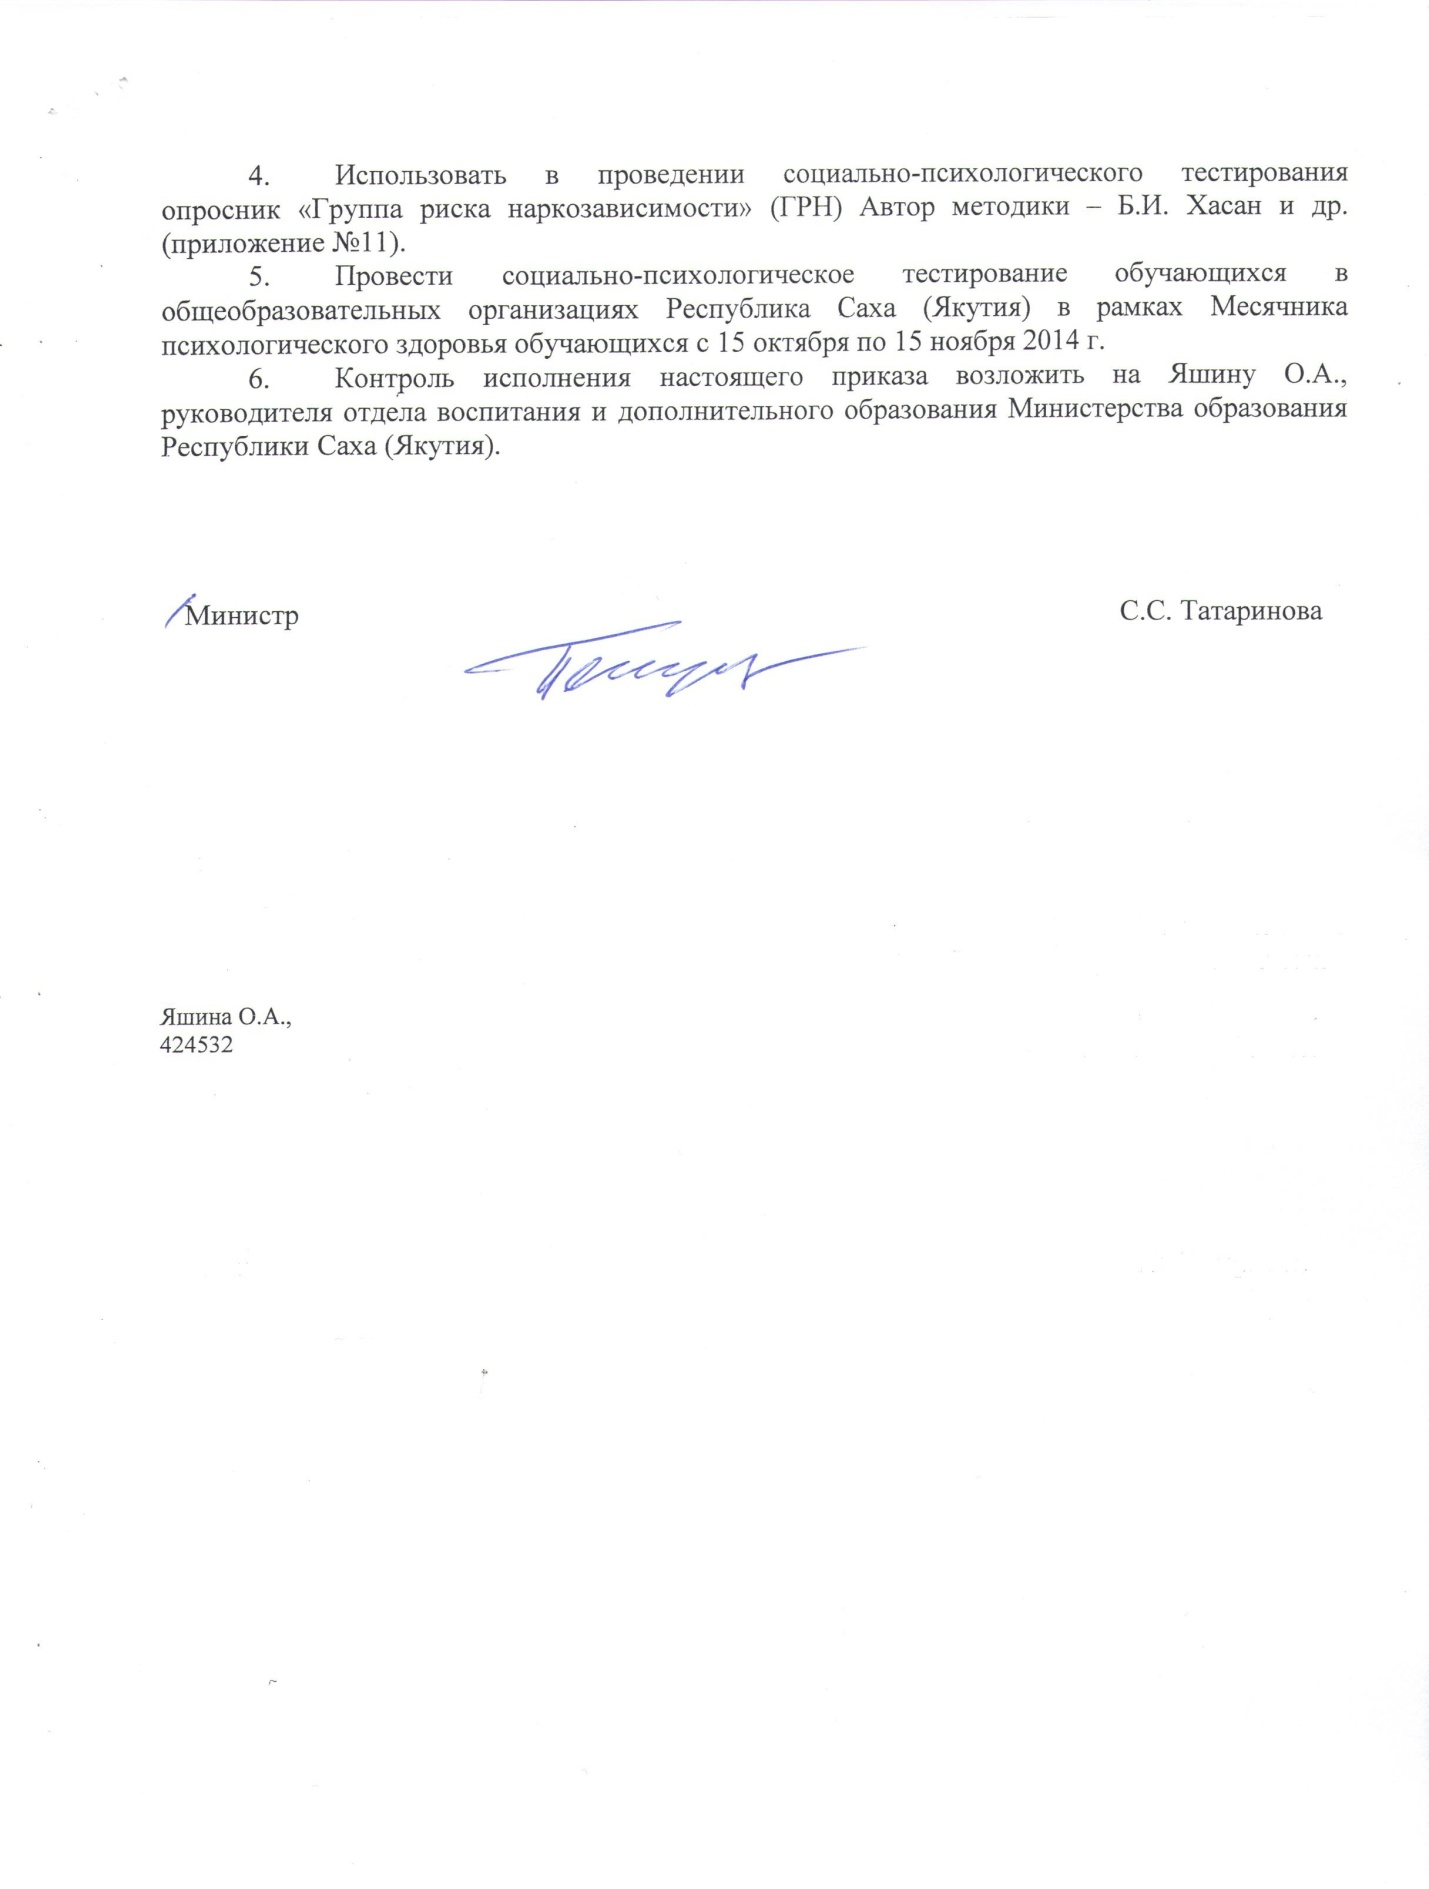 4. Использовать в проведении социально-психологического тестирования
опросник «Группа риска наркозависимости» (ГРН) Автор методики – Б.И. Хасан и др.
(приложение №11).
5. Провести социально-психологическое тестирование обучающихся в
общеобразовательных организациях Республика Саха (Якутия) в рамках Месячника
психологического здоровья обучающихся с 15 октября по 15 ноября 2014 г.
6. Контроль исполнения настоящего приказа возложить на Яшину О.А.,
руководителя отдела воспитания и дополнительного образования Министерства образования
Республики Саха (Якутия).
Министр С.С. Татаринова
Яшина О.А.,
424532